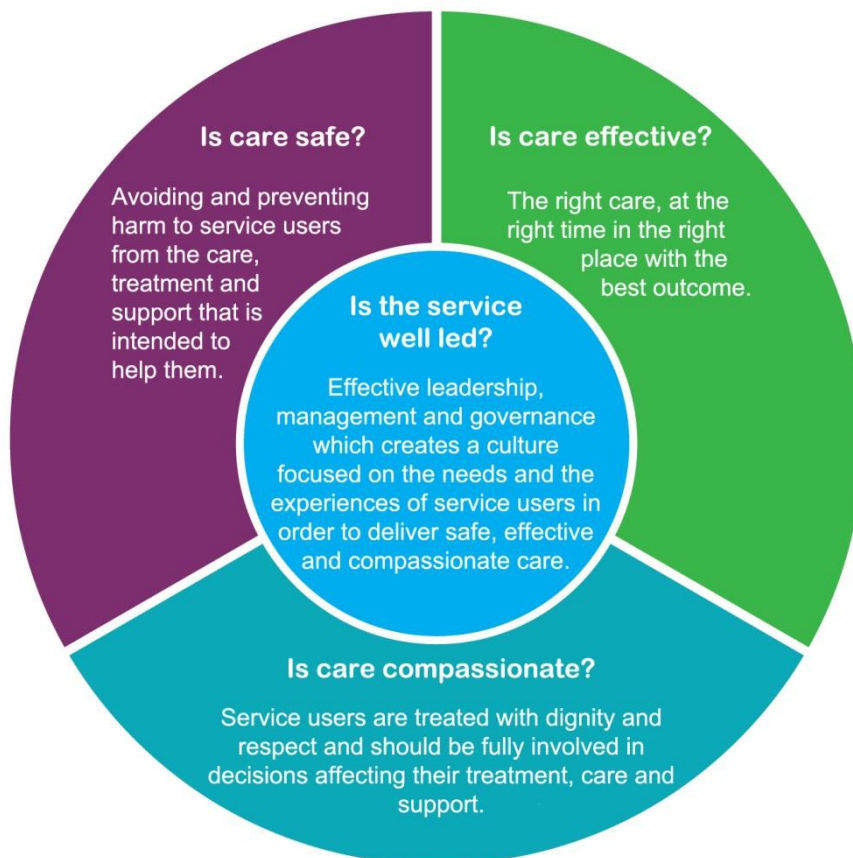 Is care safe?
Avoiding and preventing
harm to service users
from the care,
treatment and
support that is
intended to
help them.
Is care effective?
The right care, at the
right time in the right
place with the
best outcome.
Is the service
well led?
Effective leadership,
management and governance
which creates a culture
focused on the needs and the
experiences of service users in
order to deliver safe, effective
and compassionate care.
Is care compassionate?
Service users are treated with dignity and
respect and should be fully involved in
decisions affecting their treatment, care and
support.